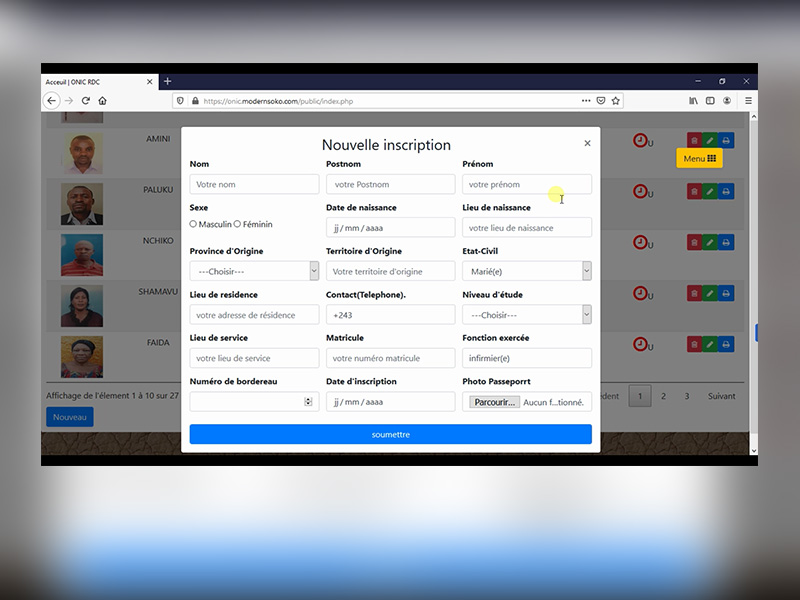 Acceuil | ONIC RDC
https://onic.modernsoko.com/public/index.php
AMINI
U
Menu
PALUKU
U
NCHIKO
U
SHAMAVU
U
FAIDA
U
Affichage de l'élement 1 à 10 sur 27
dent 1 2 3 Suivant
Nouveau
Nouvelle inscription ×
Nom Postnom Prénom
Votre nom votre Postnom votre prénom
Sexe Date de naissance Lieu de naissance
Masculin Féminin jj / mm / aaaa votre lieu de naissance
Province d'Origine Territoire d'Origine Etat-Civil
---Choisir--- Votre territoire d'origine Marié(e)
Lieu de residence Contact(Telephone). Niveau d'étude
votre adresse de résidence +243 ---Choisir---
Lieu de service Matricule Fonction exercée
votre lieu de service votre numéro matricule infirmier(e)
Numéro de bordereau Date d'inscription Photo Passeporrt
jj / mm / aaaa Parcourir... Aucun f...tionné.
soumettre